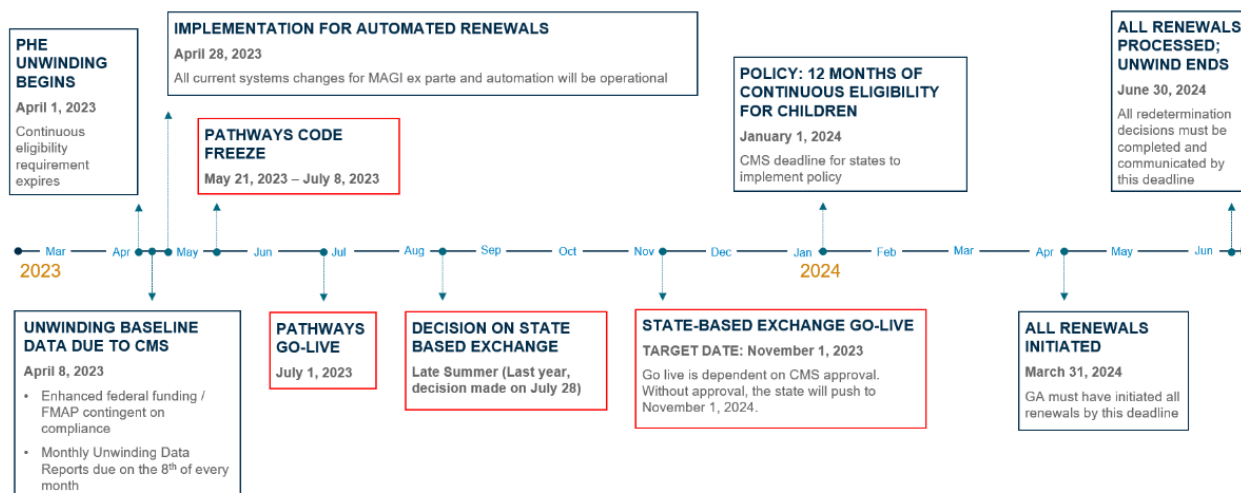 PHE
UNWINDING
BEGINS
April 1, 2023
Continuous
eligibility
requirement
expires
IMPLEMENTATION FOR AUTOMATED RENEWALS
April 28, 2023
All current systems changes for MAGI ex parte and automation will be operational
PATHWAYS CODE
FREEZE
May 21, 2023 – July 8, 2023
POLICY: 12 MONTHS OF
CONTINUOUS ELIGIBILITY
FOR CHILDREN
January 1, 2024
CMS deadline for states to
implement policy
ALL RENEWALS
PROCESSED;
UNWIND ENDS
June 30, 2024
All redetermination
decisions must be
completed and
communicated by
this deadline
Mar Apr May Jun Jul Aug Sep Oct Nov Dec Jan Feb Mar Apr May Jun
2023 2024
UNWINDING BASELINE
DATA DUE TO CMS
April 8, 2023
• Enhanced federal funding /
FMAP contingent on
compliance
• Monthly Unwinding Data
Reports due on the 8th of every
month
PATHWAYS
GO-LIVE
July 1, 2023
DECISION ON STATE
BASED EXCHANGE
Late Summer (Last year,
decision made on July 28)
STATE-BASED EXCHANGE GO-LIVE
TARGET DATE: November 1, 2023
Go live is dependent on CMS approval.
Without approval, the state will push to
November 1, 2024.
ALL RENEWALS
INITIATED
March 31, 2024
GA must have initiated all
renewals by this deadline